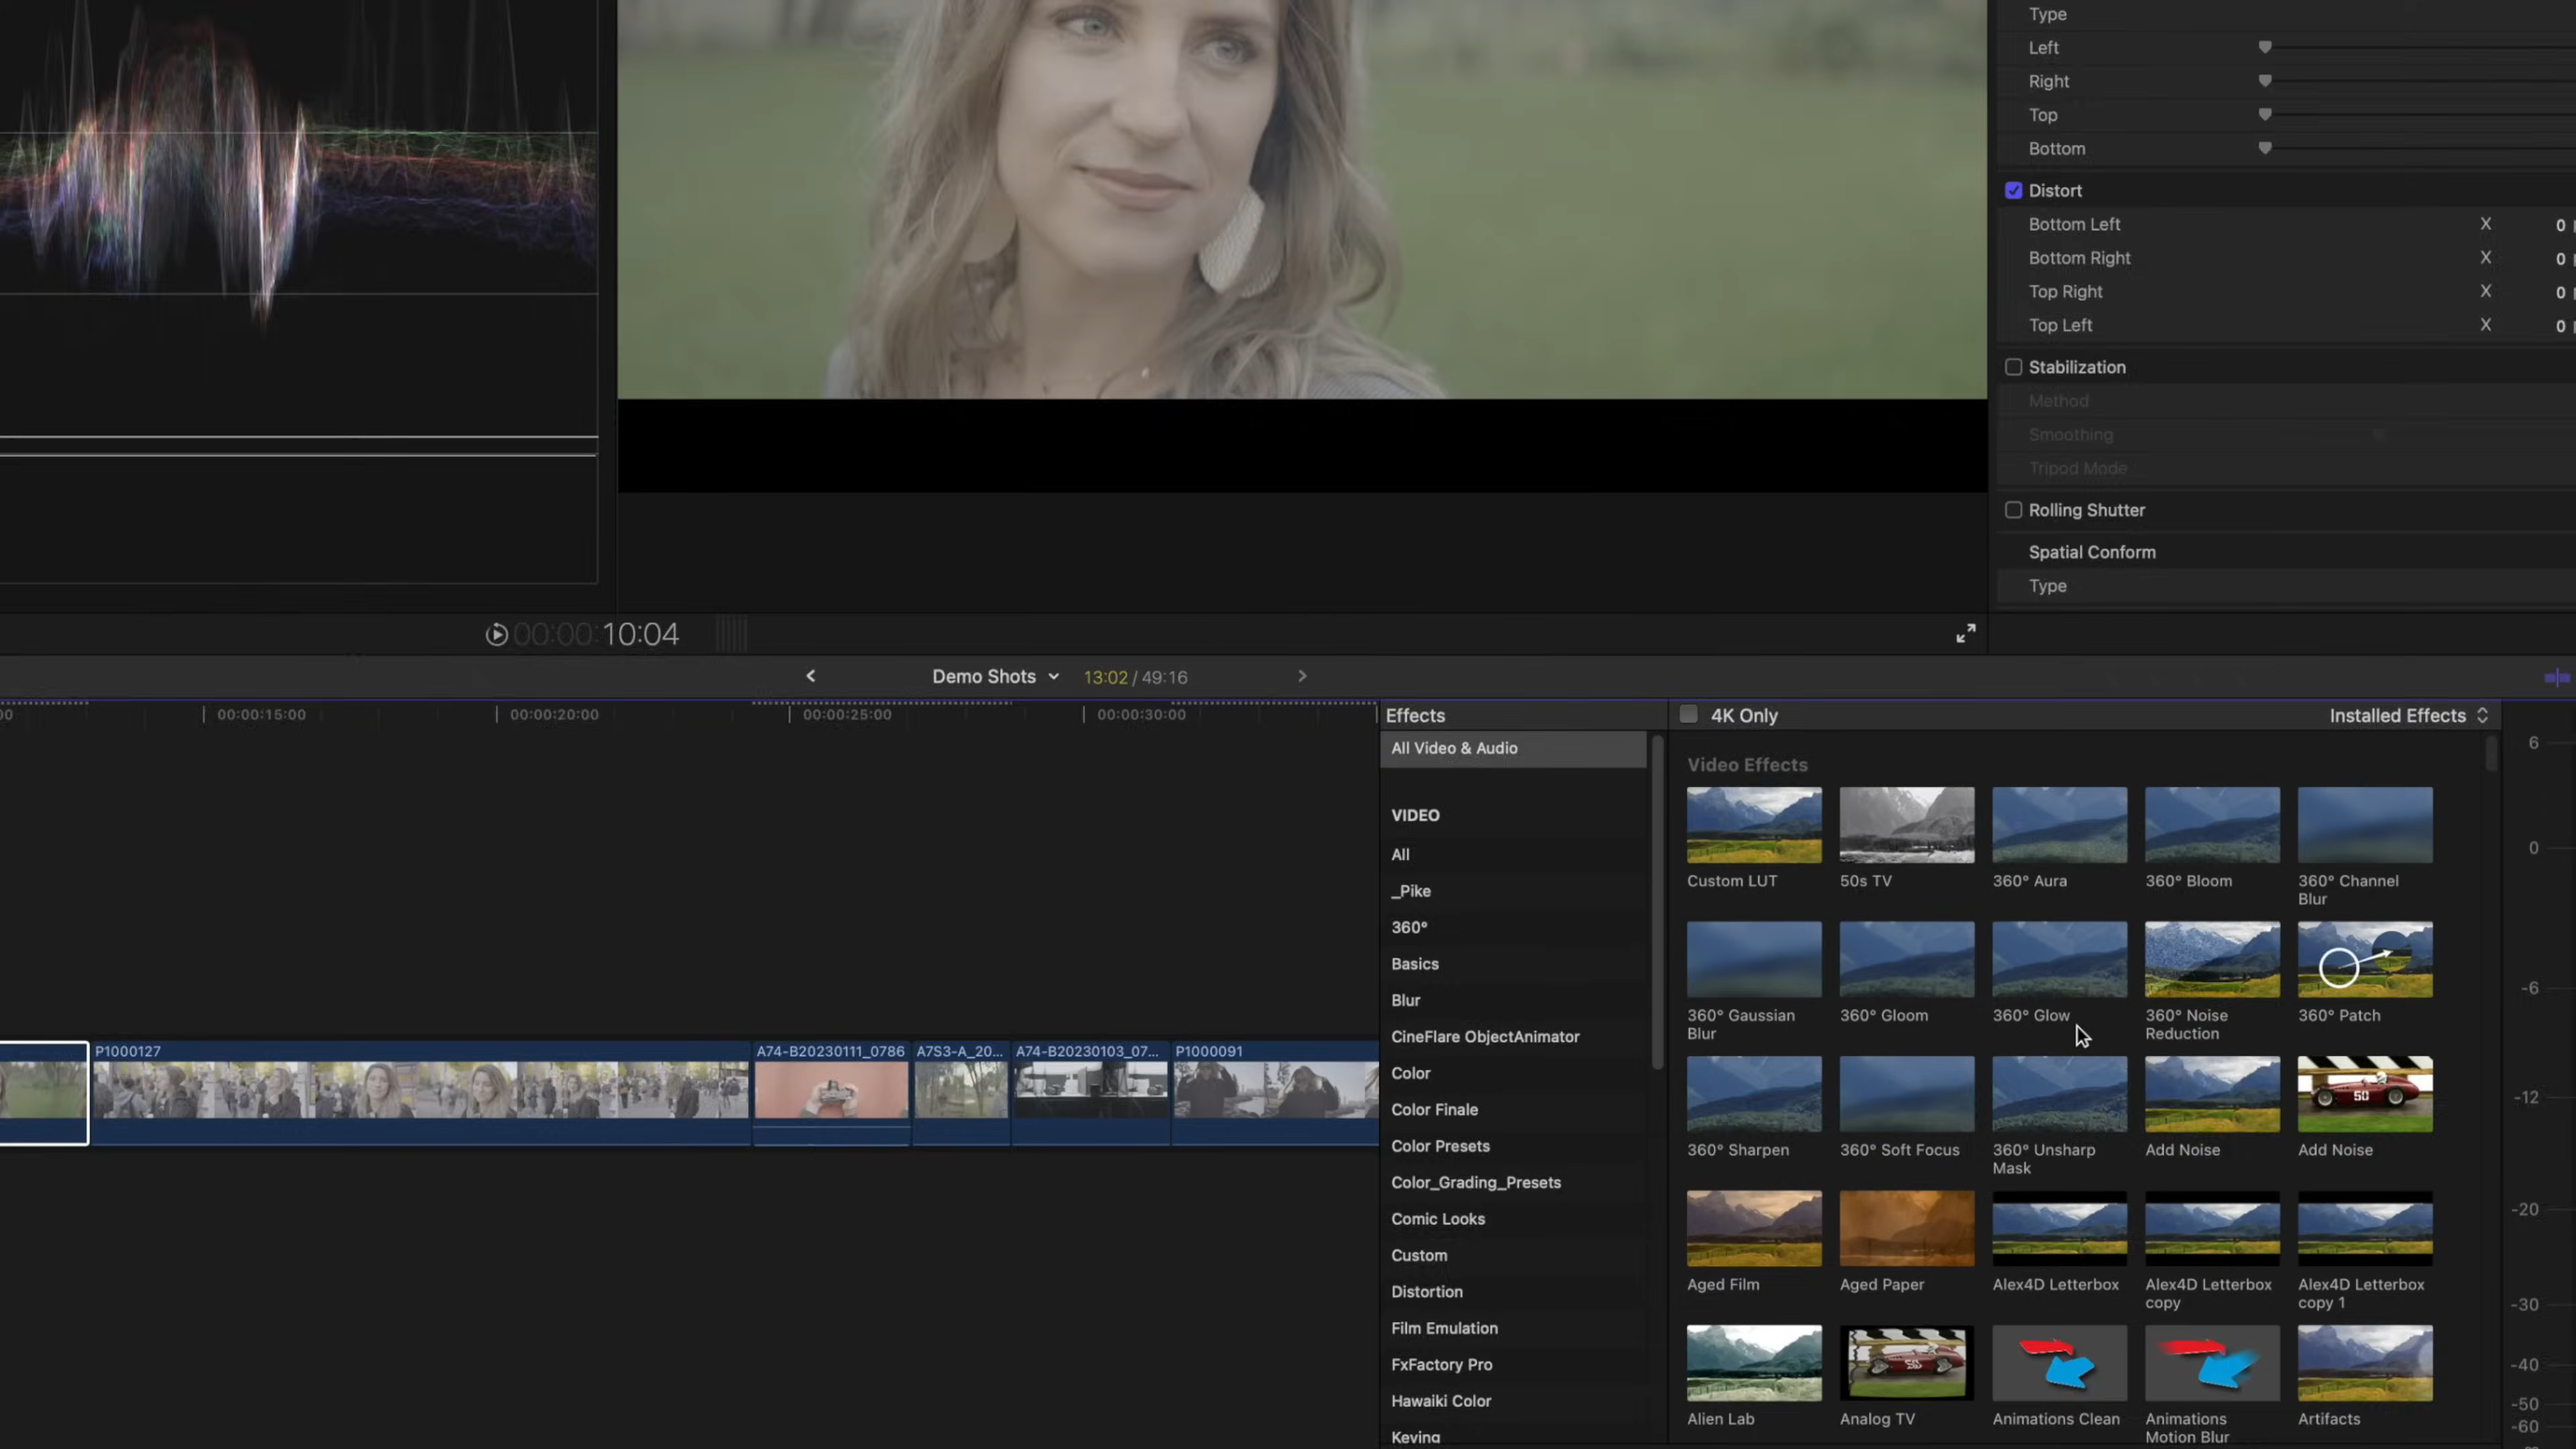 Type
Left
Right
Top
Bottom
Distort
Bottom Left X 0
Bottom Right X 0
Top Right X 0
Top Left X 0
Stabilization
Method
Smoothing
Tripod Mode
Rolling Shutter
Spatial Conform
Type
00:00:10:04
Demo Shots 13:02 / 49:16
00:00:15:00 00:00:20:00 00:00:25:00 00:00:30:00
P1000127 A74-B20230111_0786 A7S3-A_20... A74-B20230103_07... P1000091
Effects
All Video & Audio
VIDEO
All
_Pike
360°
Basics
Blur
CineFlare ObjectAnimator
Color
Color Finale
Color Presets
Color_Grading_Presets
Comic Looks
Custom
Distortion
Film Emulation
FxFactory Pro
Hawaiki Color
Keying
4K Only Installed Effects
Video Effects
Custom LUT
50s TV
360° Aura
360° Bloom
360° Channel
Blur
360° Gaussian
Blur
360° Gloom
360° Glow
360° Noise
Reduction
360° Patch
360° Sharpen
360° Soft Focus
360° Unsharp
Mask
Add Noise
50
Add Noise
Aged Film
Aged Paper
Alex4D Letterbox
Alex4D Letterbox
copy
Alex4D Letterbox
copy 1
Alien Lab
50
Analog TV
Animations Clean
Animations
Motion Blur
Artifacts
6
0
-6
-12
-20
-30
-40
-50
-60